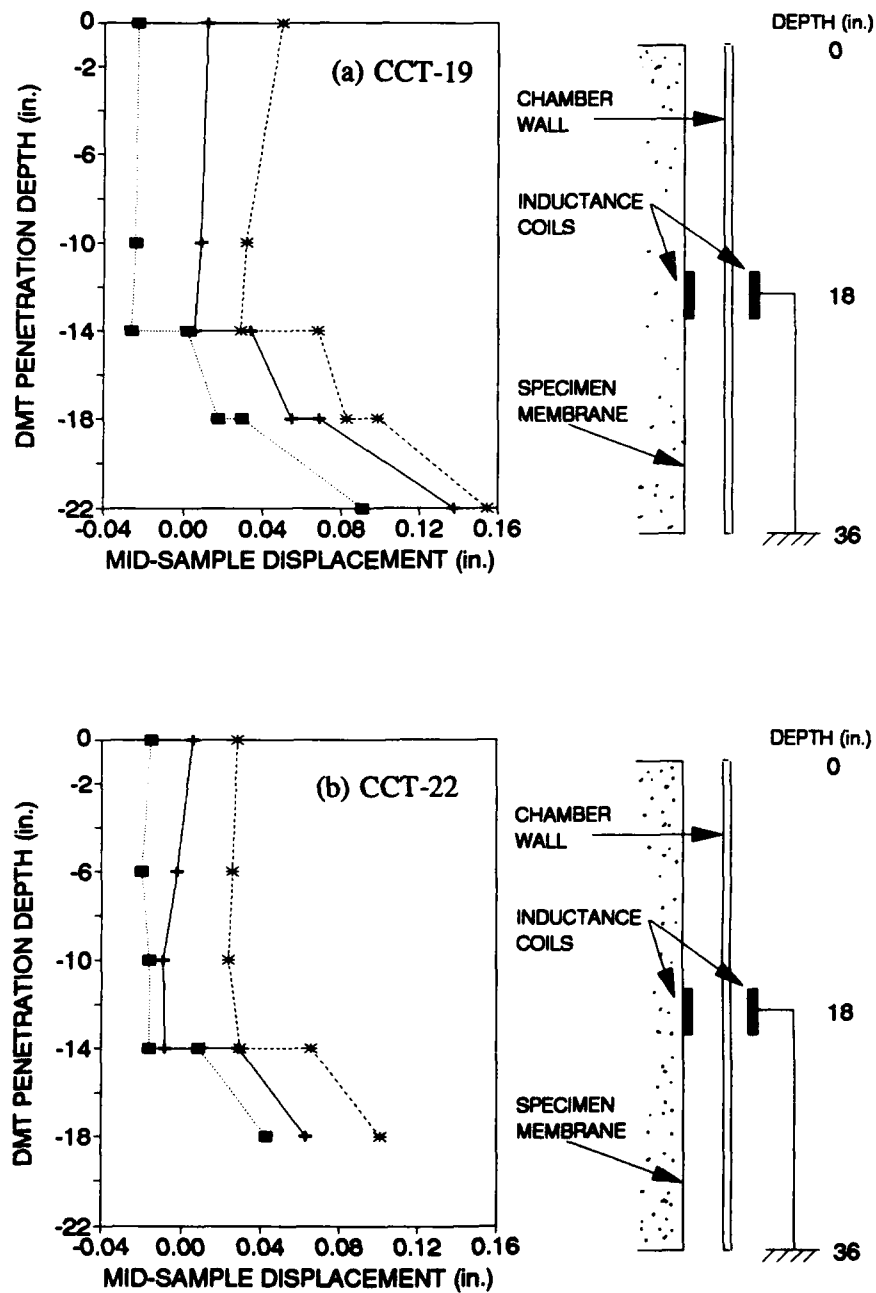 (a) CCT-19
DMT PENETRATION DEPTH (in.)
0
-2
-6
-10
-14
-18
-22
-0.04 0.00 0.04 0.08 0.12 0.16
MID-SAMPLE DISPLACEMENT (in.)
DEPTH (in.)
0
CHAMBER
WALL
INDUCTANCE
COILS
18
SPECIMEN
MEMBRANE
36
(b) CCT-22
DMT PENETRATION DEPTH (in.)
0
-2
-6
-10
-14
-18
-22
-0.04 0.00 0.04 0.08 0.12 0.16
MID-SAMPLE DISPLACEMENT (in.)
DEPTH (in.)
0
CHAMBER
WALL
INDUCTANCE
COILS
18
SPECIMEN
MEMBRANE
36